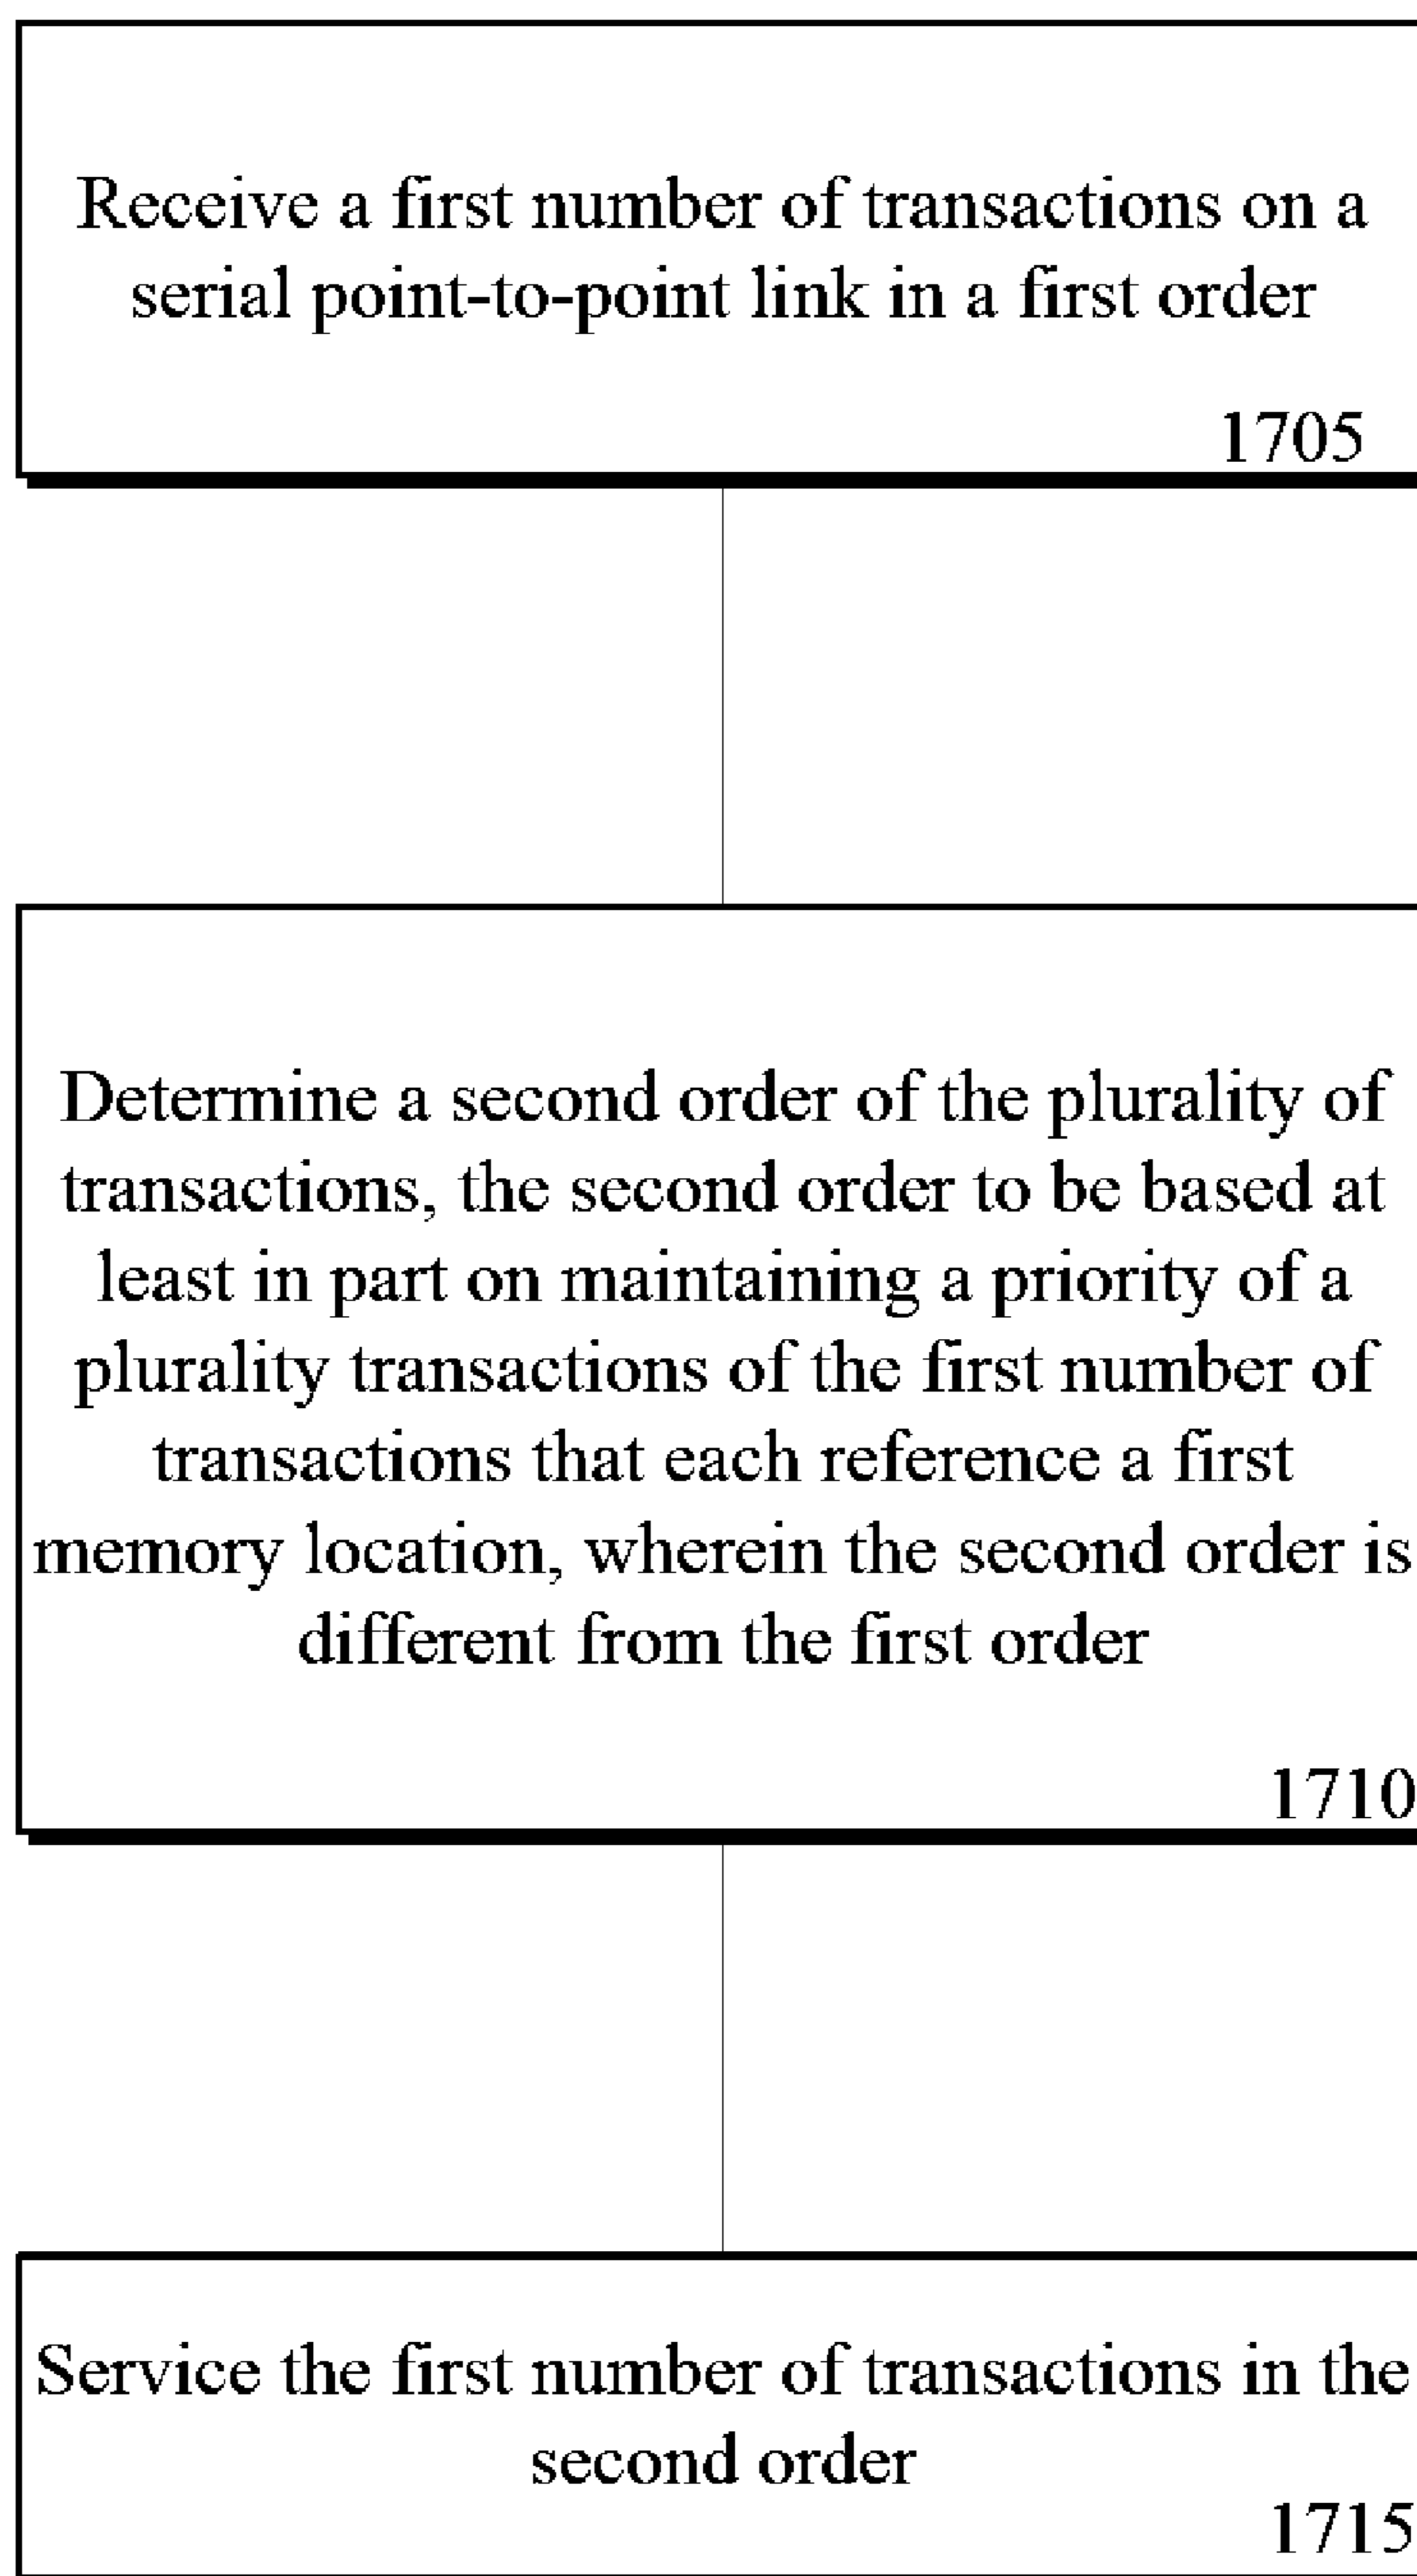 Receive a first number of transactions on a
serial point-to-point link in a first order
1705
Determine a second order of the plurality of
transactions, the second order to be based at
least in part on maintaining a priority of a
plurality transactions of the first number of
transactions that each reference a first
memory location, wherein the second order is
different from the first order
1710
Service the first number of transactions in the
second order
1715